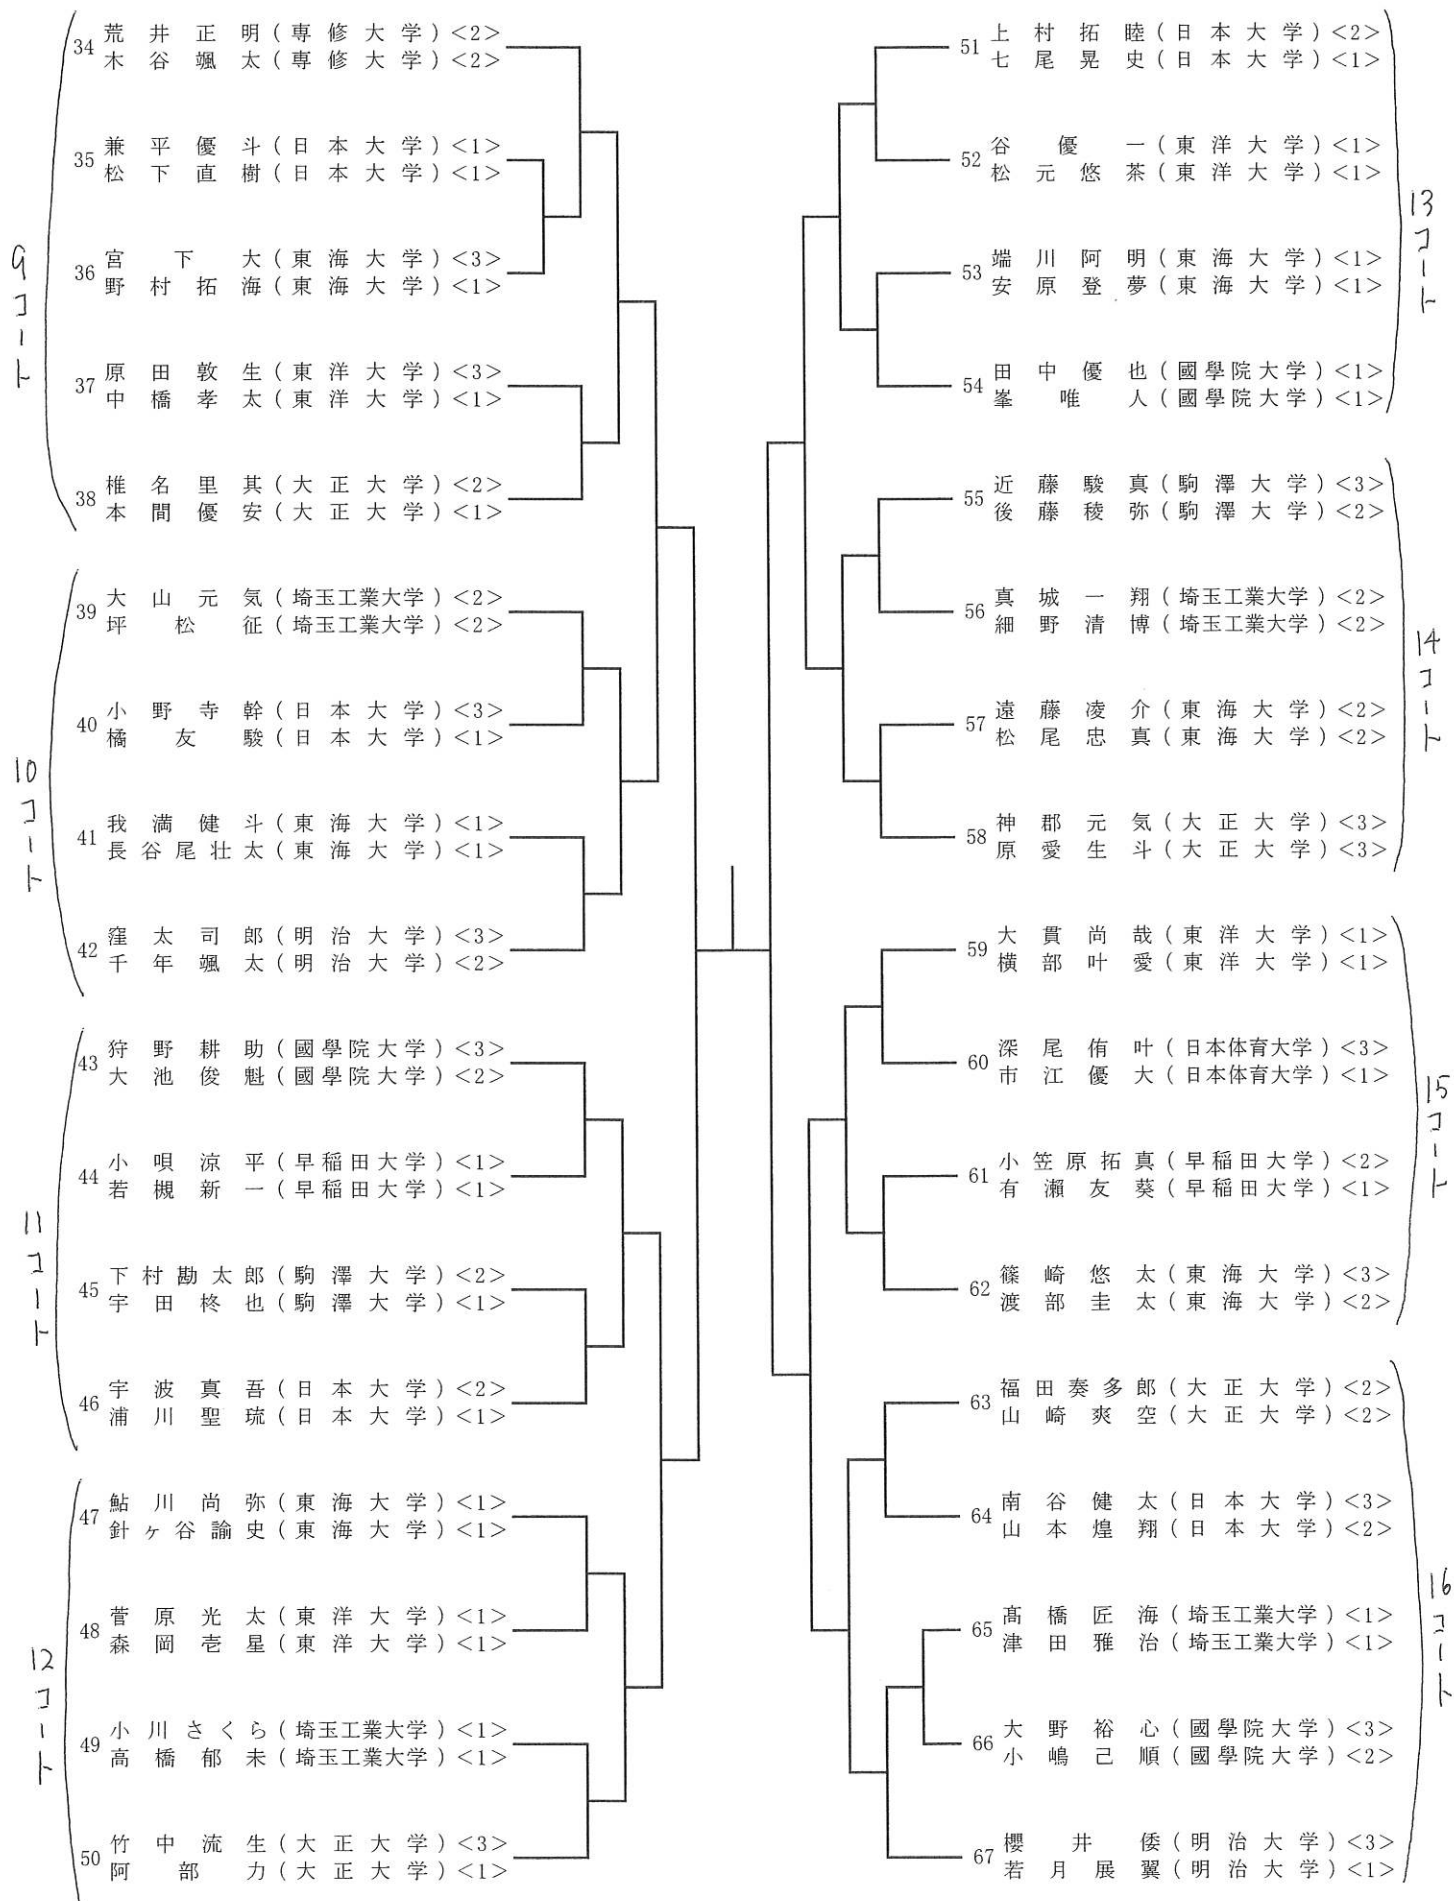 9コート
34 荒井正明(専修大学)<2>
木谷颯太(専修大学)<2>
35 兼平優斗(日本大学)<1>
松下直樹(日本大学)<1>
36 宮下大(東海大学)<3>
野村拓海(東海大学)<1>
37 原田敦生(東洋大学)<3>
中橋孝太(東洋大学)<1>
38 椎名里其(大正大学)<2>
本間優安(大正大学)<1>
10コート
39 大山元気(埼玉工業大学)<2>
坪松征(埼玉工業大学)<2>
40 小野寺幹(日本大学)<3>
橘友駿(日本大学)<1>
41 我満健斗(東海大学)<1>
長谷尾壮太(東海大学)<1>
42 窪太司郎(明治大学)<3>
千年颯太(明治大学)<2>
11コート
43 狩野耕助(國學院大学)<3>
大池俊魁(國學院大学)<2>
44 小唄涼平(早稲田大学)<1>
若槻新一(早稲田大学)<1>
45 下村勘太郎(駒澤大学)<2>
宇田柊也(駒澤大学)<1>
46 宇波真吾(日本大学)<2>
浦川聖琉(日本大学)<1>
12コート
47 鮎川尚弥(東海大学)<1>
針ヶ谷諭史(東海大学)<1>
48 菅原光太(東洋大学)<1>
森岡壱星(東洋大学)<1>
49 小川さくら(埼玉工業大学)<1>
高橋郁未(埼玉工業大学)<1>
50 竹中流生(大正大学)<3>
阿部力(大正大学)<1>
13コート
51 上村拓睦(日本大学)<2>
七尾晃史(日本大学)<1>
52 谷優一(東洋大学)<1>
松元悠茶(東洋大学)<1>
53 端川阿明(東海大学)<1>
安原登夢(東海大学)<1>
54 田中優也(國學院大学)<1>
峯唯人(國學院大学)<1>
14コート
55 近藤駿真(駒澤大学)<3>
後藤稜弥(駒澤大学)<2>
56 真城一翔(埼玉工業大学)<2>
細野清博(埼玉工業大学)<2>
57 遠藤凌介(東海大学)<2>
松尾忠真(東海大学)<2>
58 神郡元気(大正大学)<3>
原愛生斗(大正大学)<3>
15コート
59 大貫尚哉(東洋大学)<1>
横部叶愛(東洋大学)<1>
60 深尾侑叶(日本体育大学)<3>
市江優大(日本体育大学)<1>
61 小笠原拓真(早稲田大学)<2>
有瀬友葵(早稲田大学)<1>
62 篠崎悠太(東海大学)<3>
渡部圭太(東海大学)<2>
16コート
63 福田奏多郎(大正大学)<2>
山崎爽空(大正大学)<2>
64 南谷健太(日本大学)<3>
山本煌翔(日本大学)<2>
65 髙橋匠海(埼玉工業大学)<1>
津田雅治(埼玉工業大学)<1>
66 大野裕心(國學院大学)<3>
小嶋己順(國學院大学)<2>
67 櫻井倭(明治大学)<3>
若月展翼(明治大学)<1>